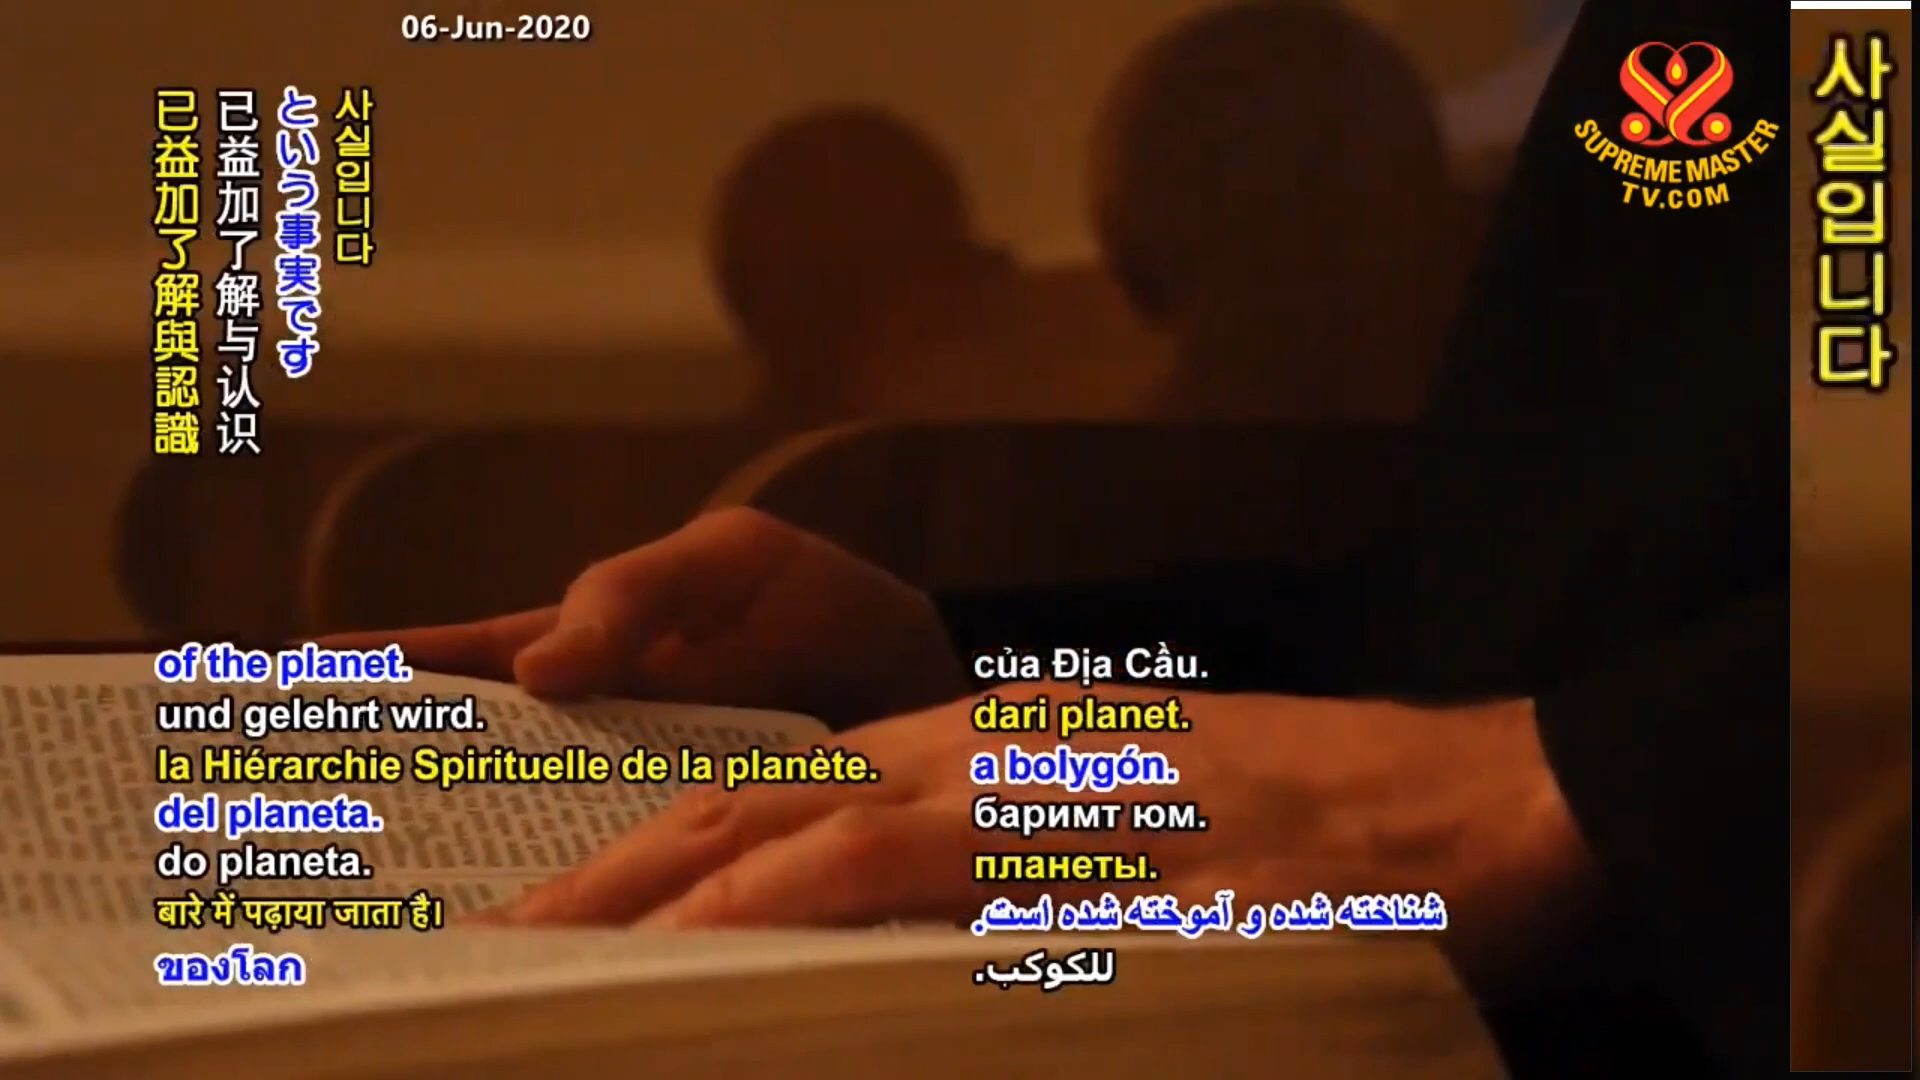 06-Jun-2020
사실입니다
という事実です
已益加了解与认识
已益加了解與認識
SUPREME MASTER
TV.COM
사실입니다
of the planet.
und gelehrt wird.
la Hiérarchie Spirituelle de la planète.
del planeta.
do planeta.
बारे में पढ़ाया जाता है।
ของโลก
của Địa Cầu.
dari planet.
a bolygón.
баримт юм.
планеты.
شناخته شده و آموخته شده است.
للكوكب.